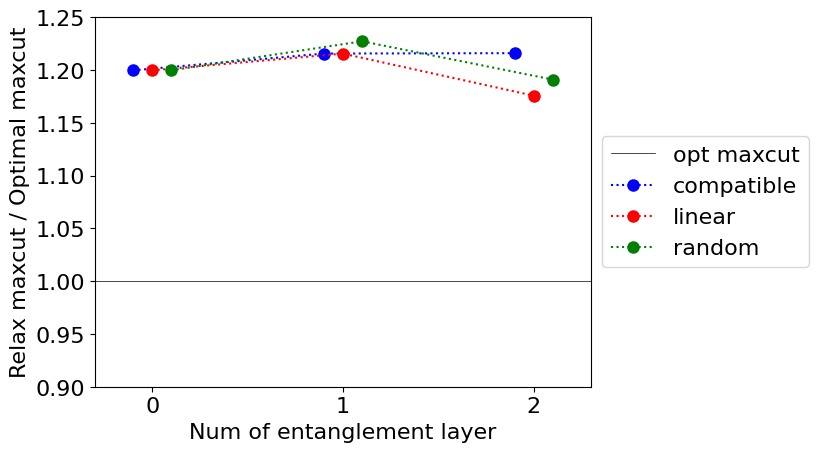 1.25
1.20
1.15
1.10
1.05
1.00
0.95
0.90
Relax maxcut / Optimal maxcut
0 1 2
Num of entanglement layer
opt maxcut
compatible
linear
random